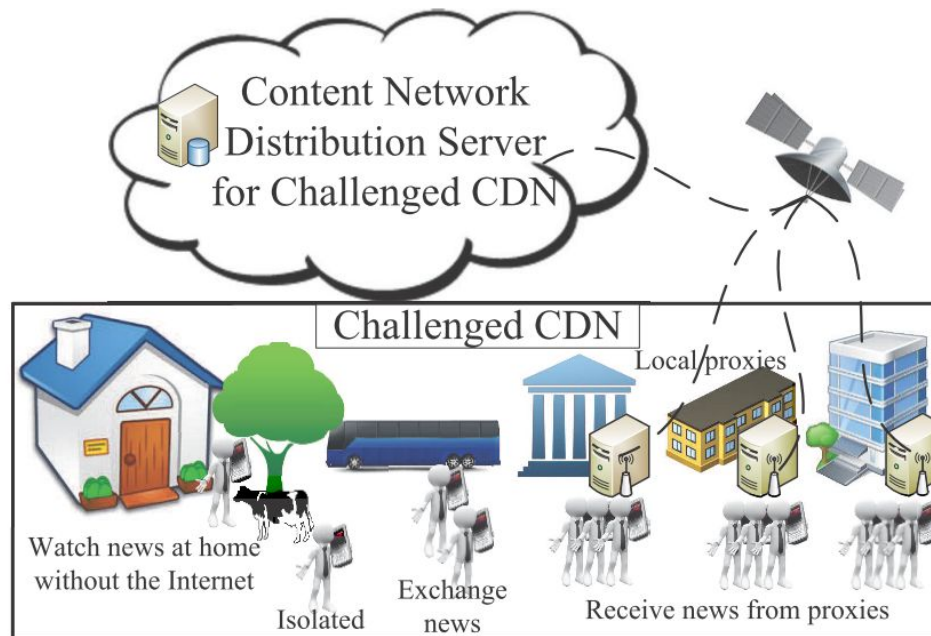 Content Network
Distribution Server
for Challenged CDN
Challenged CDN
Local proxies
Watch news at home
without the Internet
Isolated
Exchange
news
Receive news from proxies